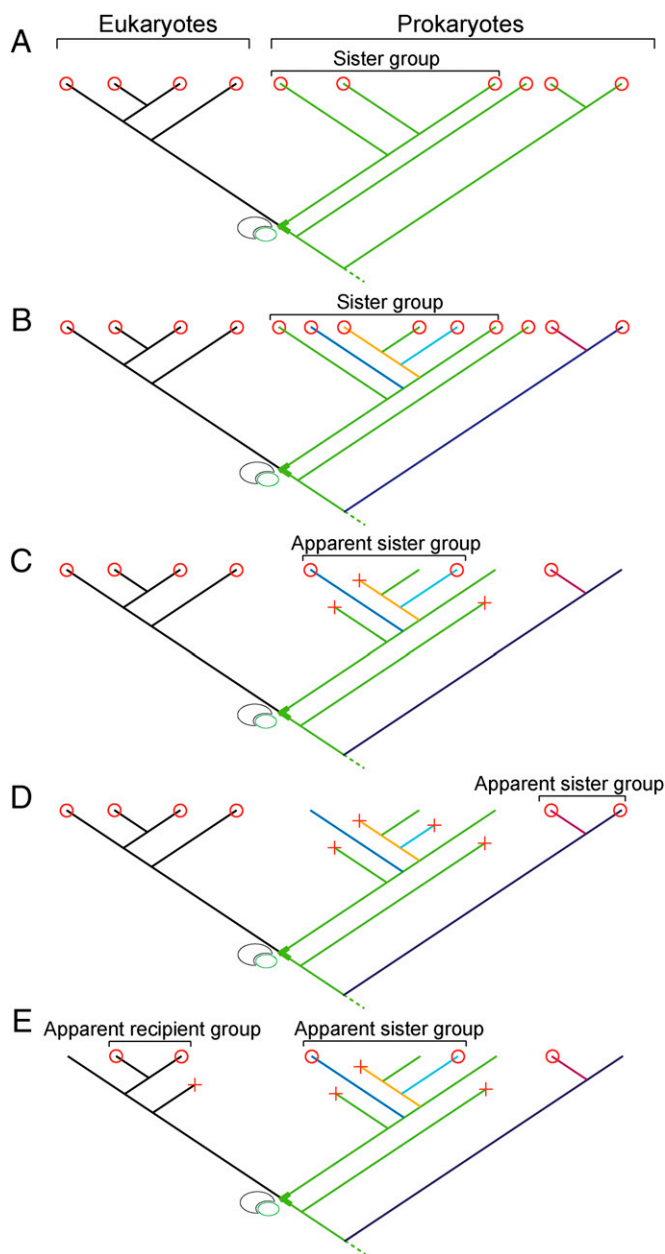 Eukaryotes Prokaryotes
A
Sister group
B
Sister group
C
Apparent sister group
D
Apparent sister group
E
Apparent recipient group Apparent sister group